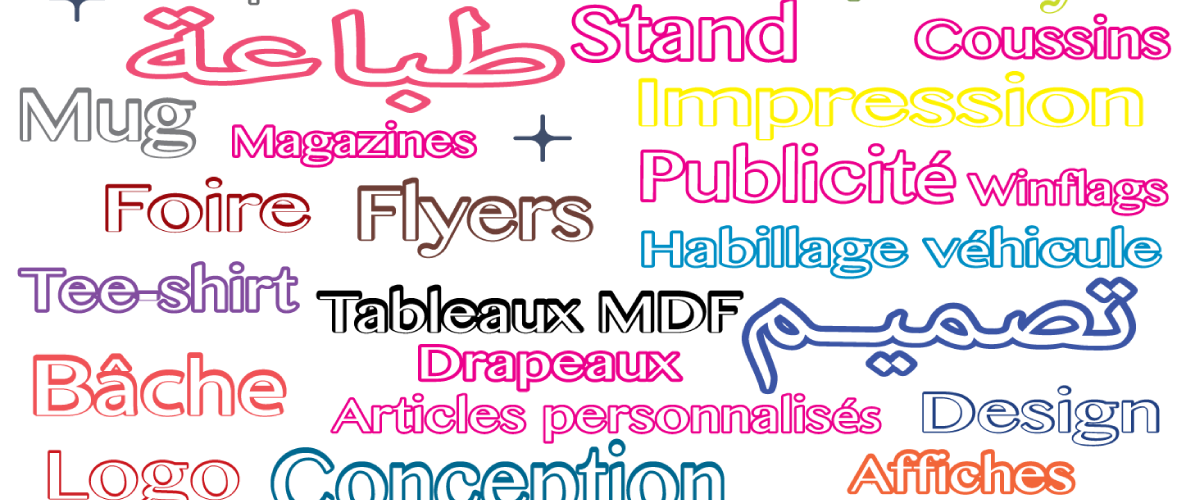 طباعة
Stand
Coussins
Mug
Magazines
Impression
Publicité
Winflags
Foire
Flyers
Habillage véhicule
Tee-shirt
Tableaux MDF
تصميم
Drapeaux
Bâche
Articles personnalisés
Design
Logo
Conception
Affiches